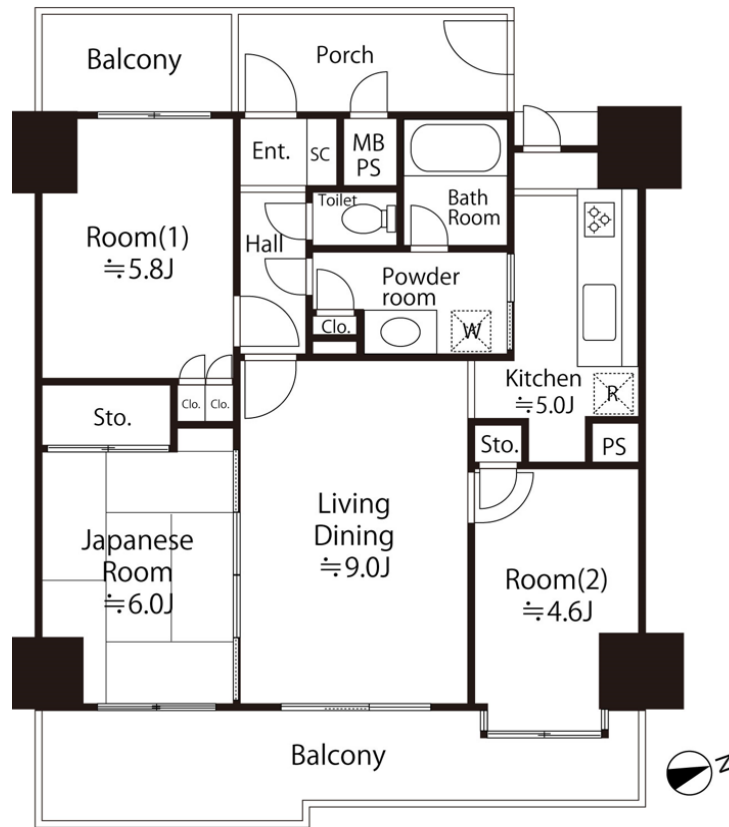 Balcony
Porch
Ent.
SC
MB
PS
Toilet
Bath
Room
Room(1)
≒5.8J
Hall
Powder
room
Clo.
W
Kitchen
≒5.0J
R
Clo.
Clo.
Sto.
Sto.
PS
Living
Dining
≒9.0J
Japanese
Room
≒6.0J
Room(2)
≒4.6J
Balcony
N